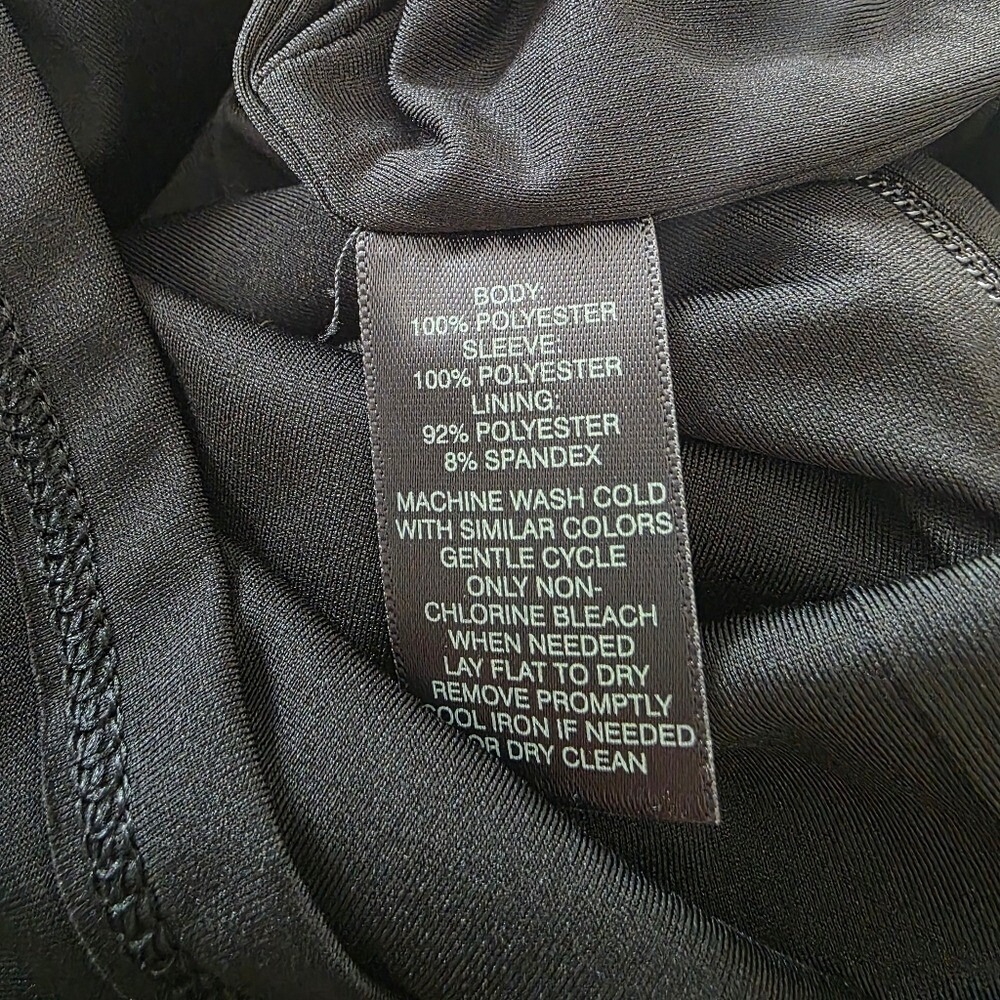 BODY:
100% POLYESTER
SLEEVE:
100% POLYESTER
LINING:
92% POLYESTER
8% SPANDEX
MACHINE WASH COLD
WITH SIMILAR COLORS
GENTLE CYCLE
ONLY NON-
CHLORINE BLEACH
WHEN NEEDED
LAY FLAT TO DRY
REMOVE PROMPTLY
COOL IRON IF NEEDED
OR DRY CLEAN